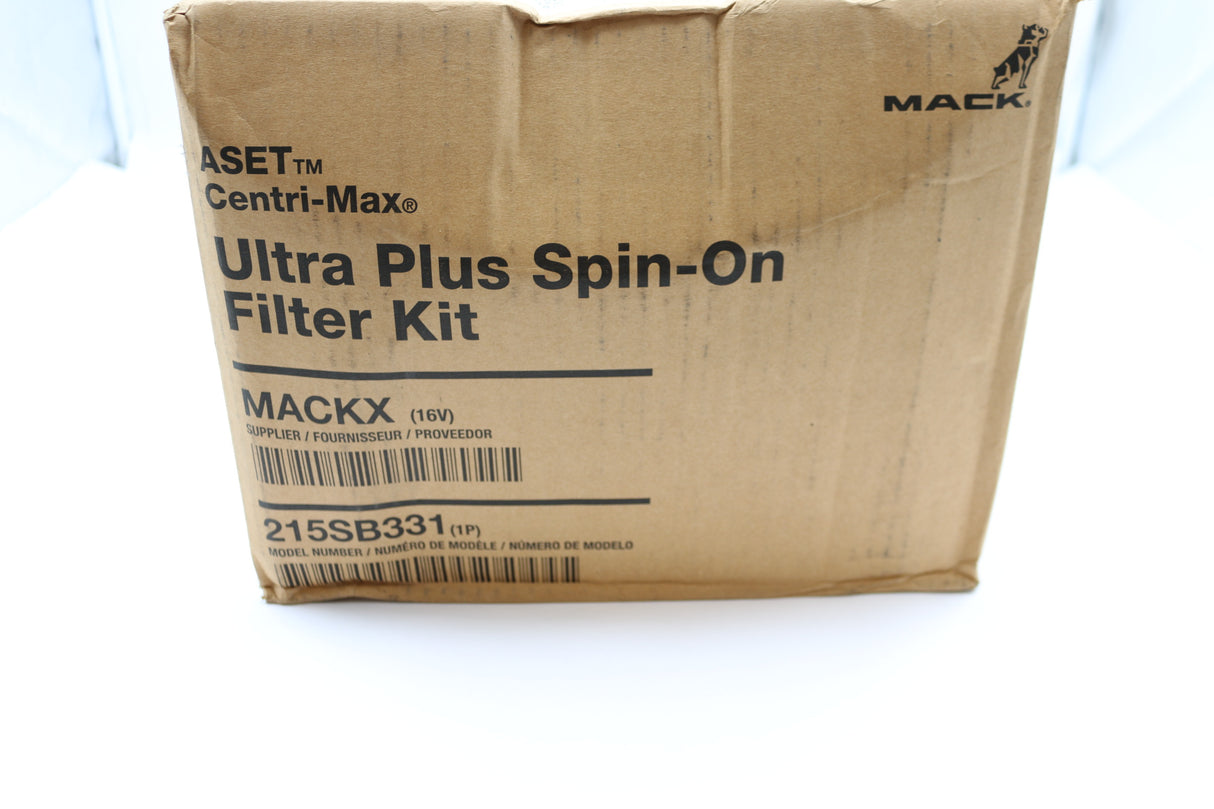 MACK®
ASET™
Centri-Max®
Ultra Plus Spin-On
Filter Kit
MACKX (16V)
SUPPLIER / FOURNISSEUR / PROVEEDOR
215SB331 (1P)
MODEL NUMBER / NUMÉRO DE MODÈLE / NÚMERO DE MODELO